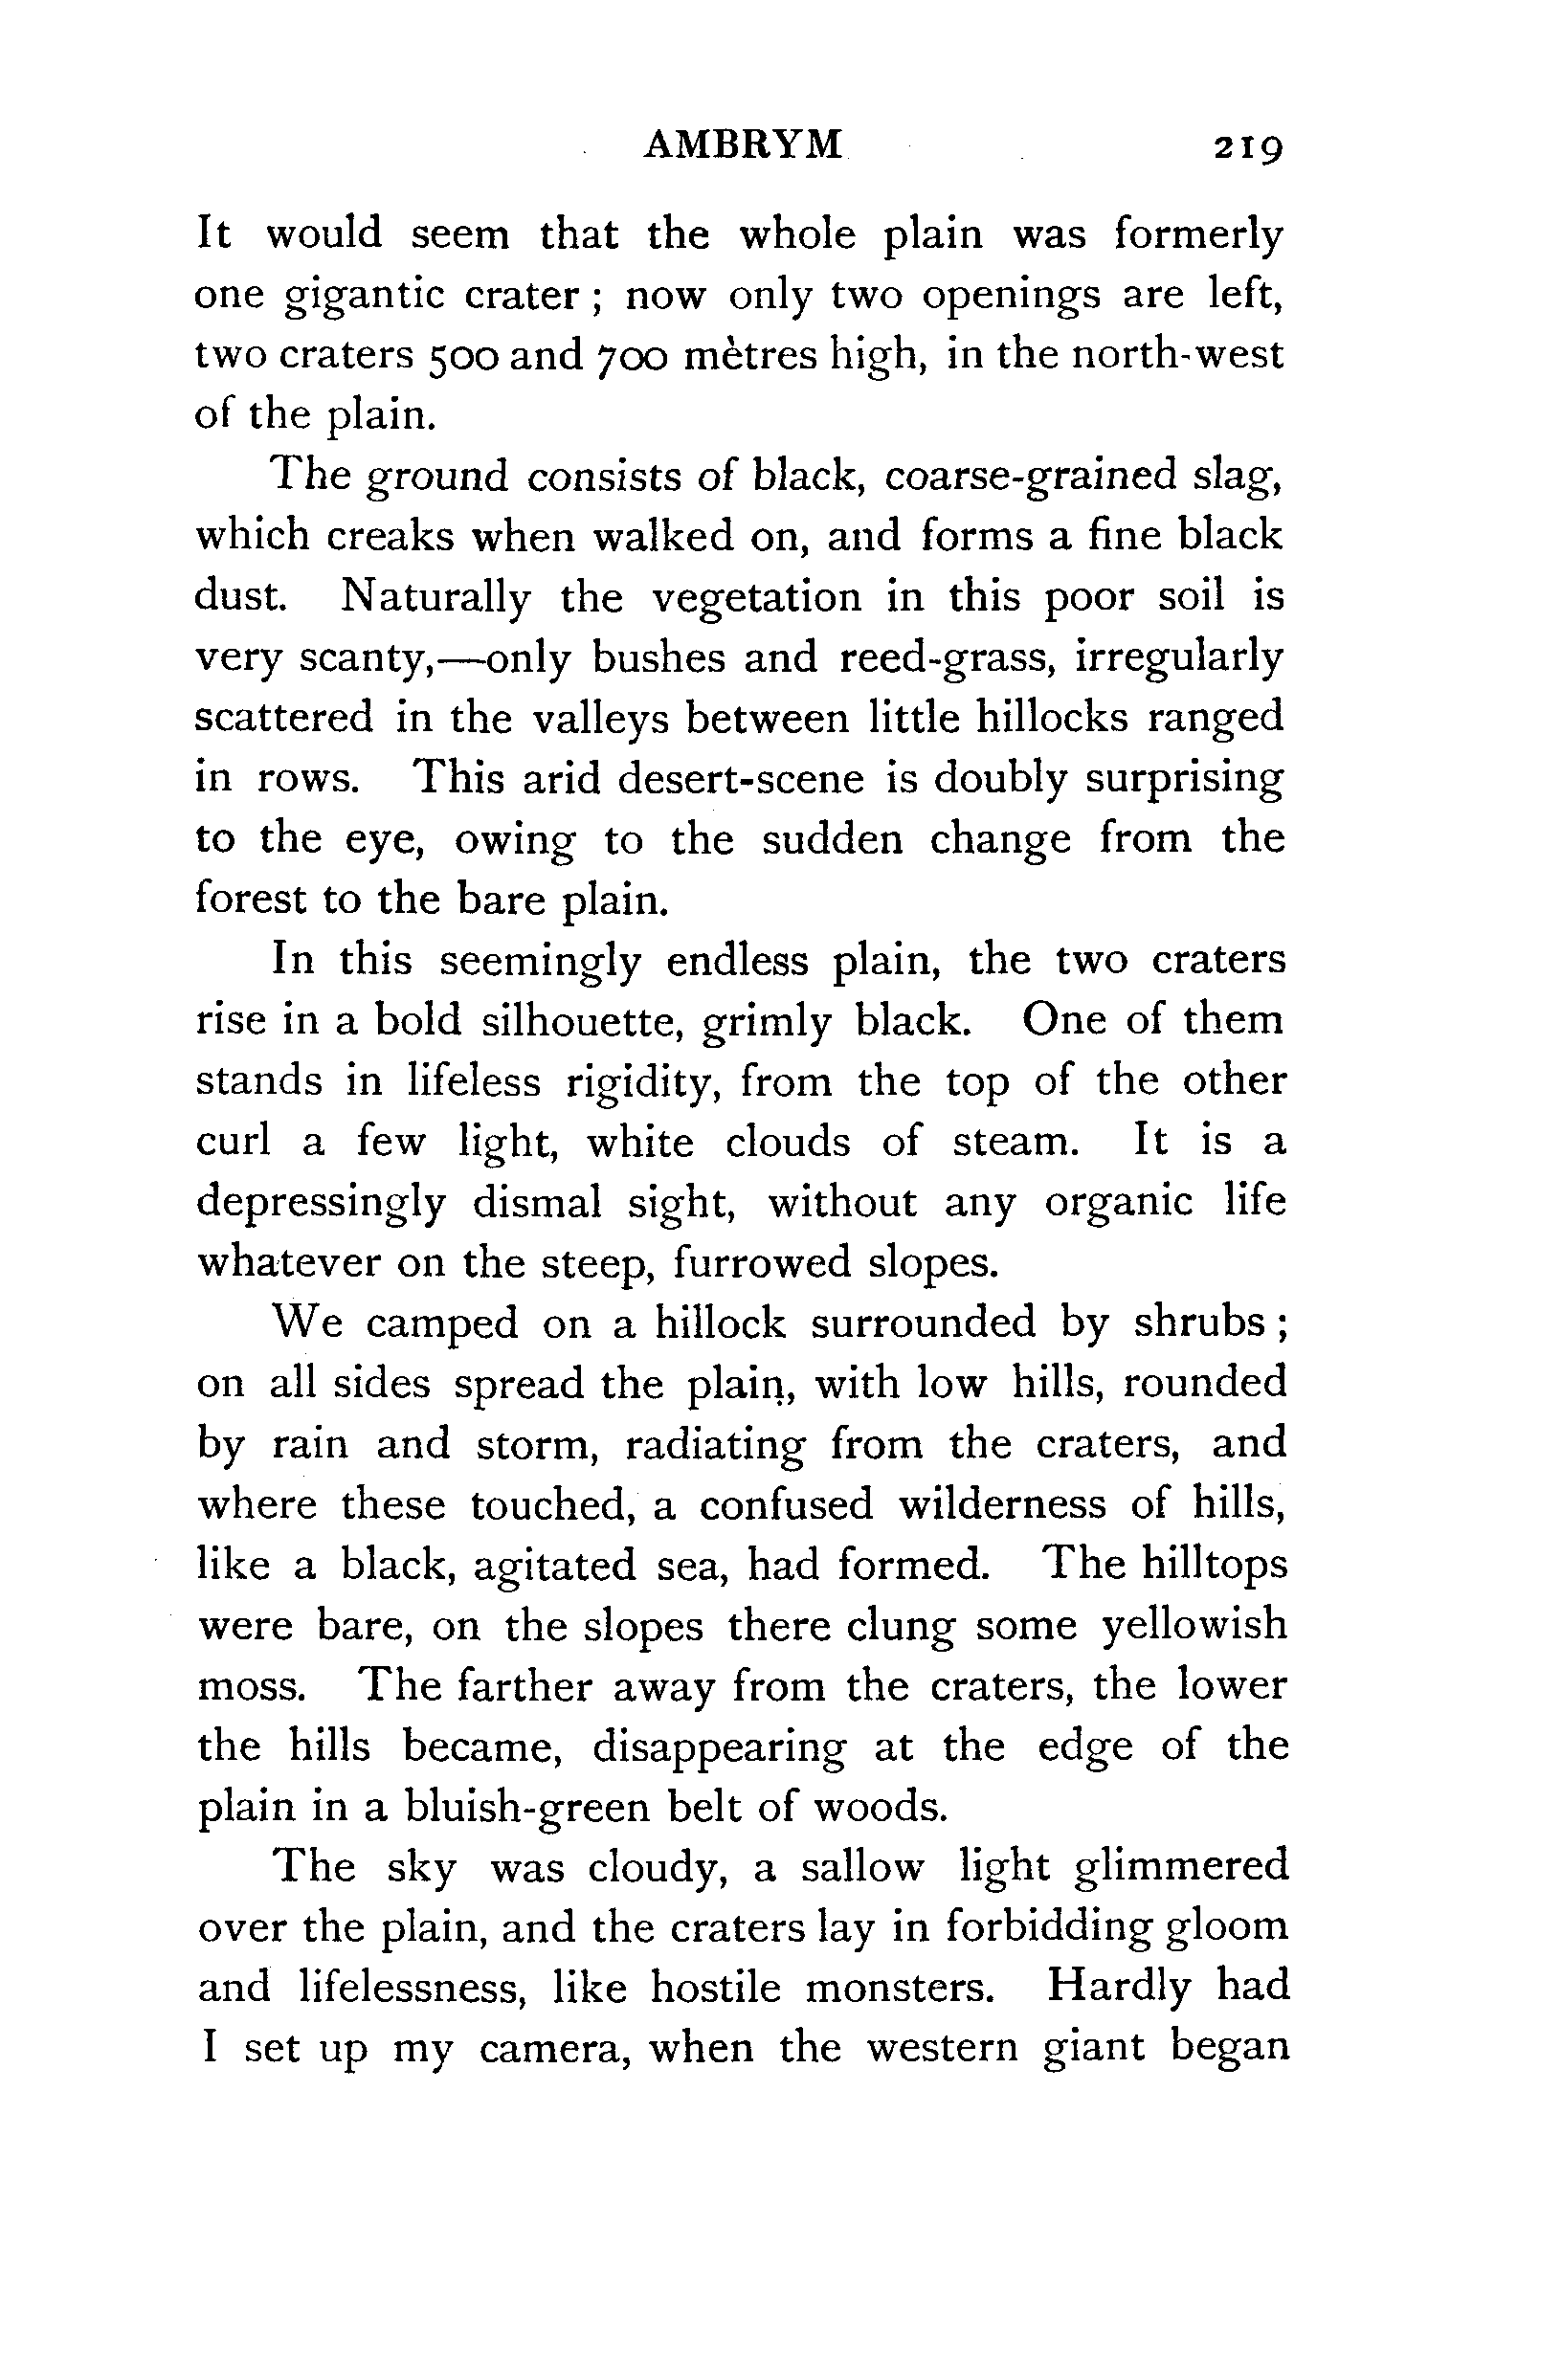 AMBRYM 219
It would seem that the whole plain was formerly
one gigantic crater ; now only two openings are left,
two craters 500 and 700 mètres high, in the north-west
of the plain.
The ground consists of black, coarse-grained slag,
which creaks when walked on, and forms a fine black
dust. Naturally the vegetation in this poor soil is
very scanty,—only bushes and reed-grass, irregularly
scattered in the valleys between little hillocks ranged
in rows. This arid desert-scene is doubly surprising
to the eye, owing to the sudden change from the
forest to the bare plain.
In this seemingly endless plain, the two craters
rise in a bold silhouette, grimly black. One of them
stands in lifeless rigidity, from the top of the other
curl a few light, white clouds of steam. It is a
depressingly dismal sight, without any organic life
whatever on the steep, furrowed slopes.
We camped on a hillock surrounded by shrubs ;
on all sides spread the plain, with low hills, rounded
by rain and storm, radiating from the craters, and
where these touched, a confused wilderness of hills,
like a black, agitated sea, had formed. The hilltops
were bare, on the slopes there clung some yellowish
moss. The farther away from the craters, the lower
the hills became, disappearing at the edge of the
plain in a bluish-green belt of woods.
The sky was cloudy, a sallow light glimmered
over the plain, and the craters lay in forbidding gloom
and lifelessness, like hostile monsters. Hardly had
I set up my camera, when the western giant began